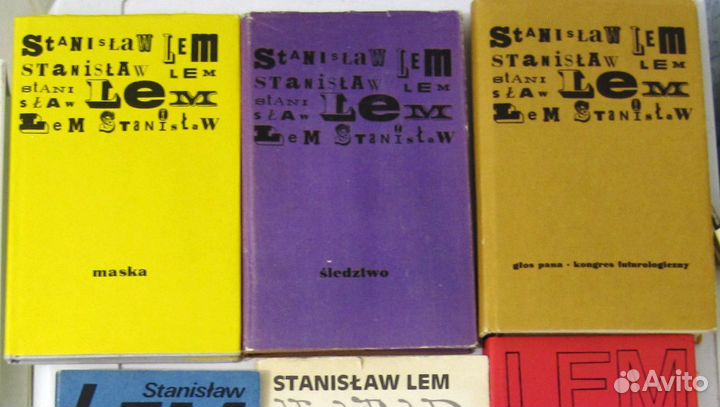 STANISŁAW LEM
STANISŁAW LEM
STANI
SŁAW LEM
LEM STANISŁAW
maska
STANISŁAW LEM
STANISŁAW LEM
STANI
SŁAW LEM
LEM STANISŁAW
śledztwo
STANISŁAW LEM
STANISŁAW LEM
STANI
SŁAW LEM
LEM STANISŁAW
głos pana • kongres futurologiczny
Stanisław
LEM
STANISŁAW LEM
LEM
Avito